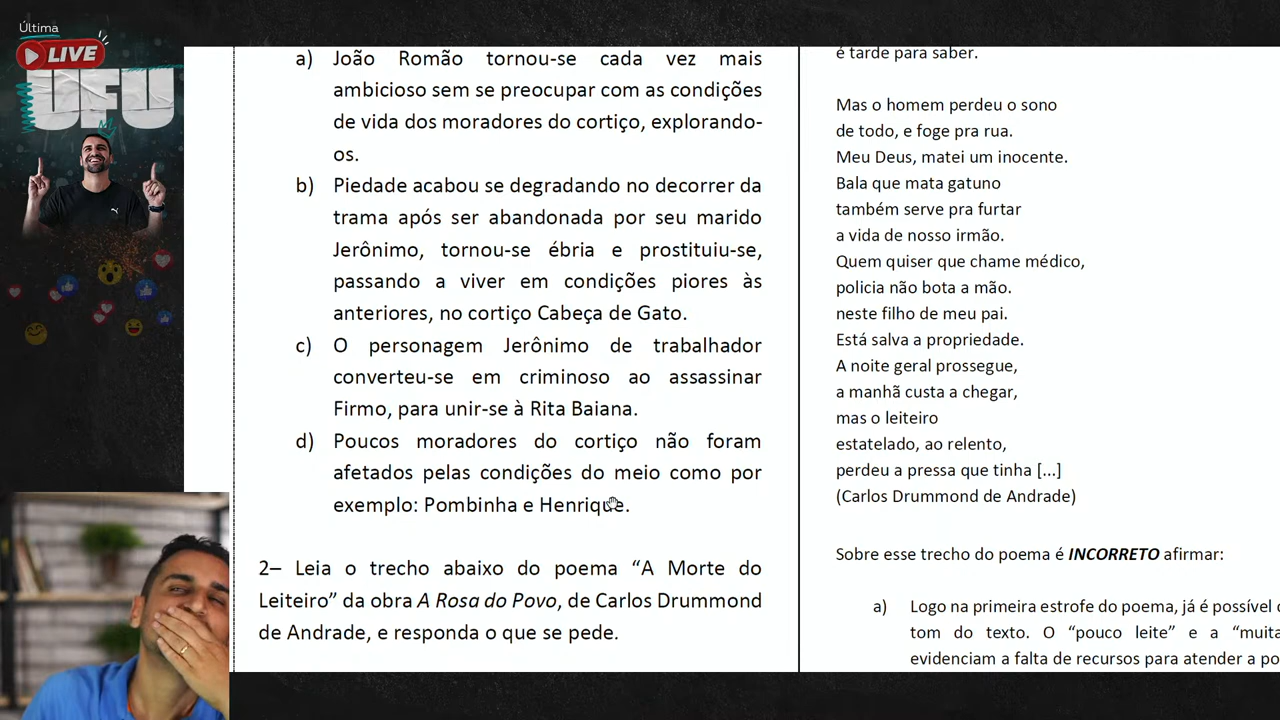 Última
LIVE
UFU
a) João Romão tornou-se cada vez mais
ambicioso sem se preocupar com as condições
de vida dos moradores do cortiço, explorando-
os.
b) Piedade acabou se degradando no decorrer da
trama após ser abandonada por seu marido
Jerônimo, tornou-se ébria e prostituiu-se,
passando a viver em condições piores às
anteriores, no cortiço Cabeça de Gato.
c) O personagem Jerônimo de trabalhador
converteu-se em criminoso ao assassinar
Firmo, para unir-se à Rita Baiana.
d) Poucos moradores do cortiço não foram
afetados pelas condições do meio como por
exemplo: Pombinha e Henrique.
2– Leia o trecho abaixo do poema “A Morte do
Leiteiro” da obra A Rosa do Povo, de Carlos Drummond
de Andrade, e responda o que se pede.
é tarde para saber.
Mas o homem perdeu o sono
de todo, e foge pra rua.
Meu Deus, matei um inocente.
Bala que mata gatuno
também serve pra furtar
a vida de nosso irmão.
Quem quiser que chame médico,
policia não bota a mão.
neste filho de meu pai.
Está salva a propriedade.
A noite geral prossegue,
a manhã custa a chegar,
mas o leiteiro
estatelado, ao relento,
perdeu a pressa que tinha [...]
(Carlos Drummond de Andrade)
Sobre esse trecho do poema é INCORRETO afirmar:
a) Logo na primeira estrofe do poema, já é possível
tom do texto. O “pouco leite” e a “muita
evidenciam a falta de recursos para atender a